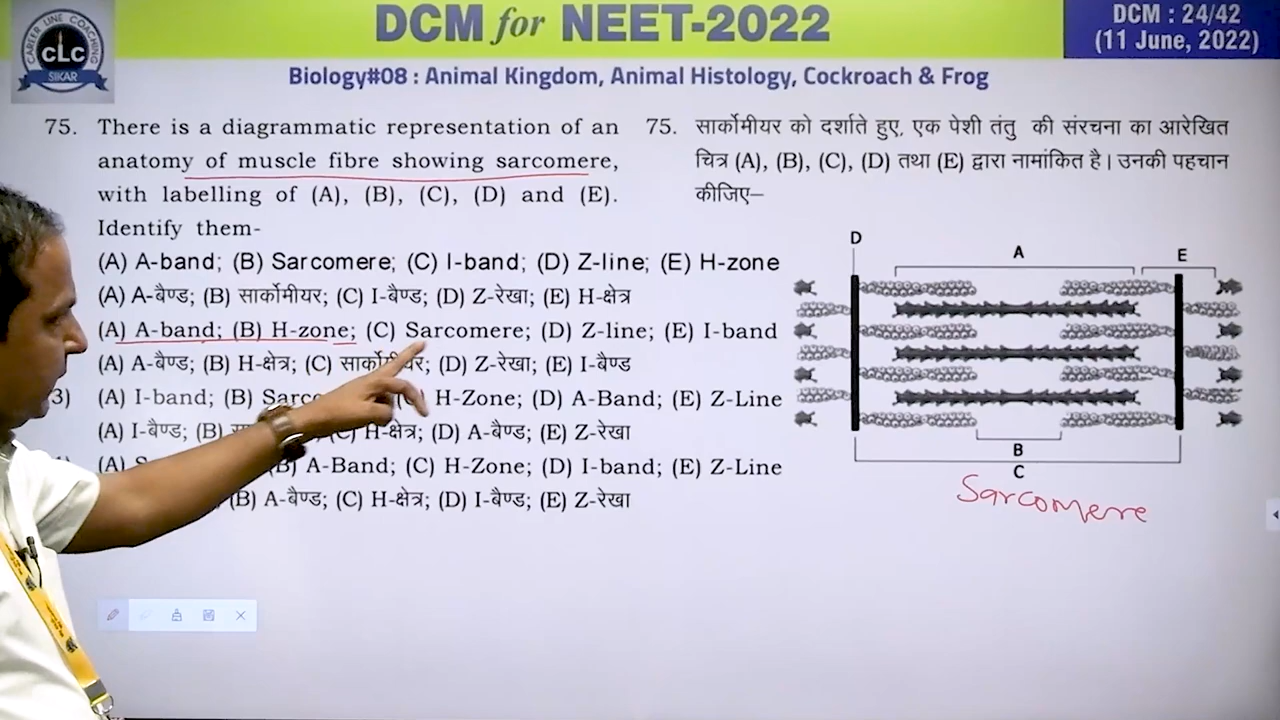 DCM for NEET-2022
DCM : 24/42
(11 June, 2022)
CAREER LINE COACHING
CLC
SIKAR
Biology#08 : Animal Kingdom, Animal Histology, Cockroach & Frog
75. There is a diagrammatic representation of an
anatomy of muscle fibre showing sarcomere,
with labelling of (A), (B), (C), (D) and (E).
Identify them-
(A) A-band; (B) Sarcomere; (C) I-band; (D) Z-line; (E) H-zone
(A) A-बैण्ड; (B) सार्कोमीयर; (C) I-बैण्ड; (D) Z-रेखा; (E) H-क्षेत्र
(A) A-band; (B) H-zone; (C) Sarcomere; (D) Z-line; (E) I-band
(A) A-बैण्ड; (B) H-क्षेत्र; (C) (D) Z-रेखा; (E) I-बैण्ड
3) (A) I-band; (B) H-Zone; (D) A-Band; (E) Z-Line
(A) I-बैण्ड; (B) (C) H-क्षेत्र; (D) A-बैण्ड; (E) Z-रेखा
(A) (B) A-Band; (C) H-Zone; (D) I-band; (E) Z-Line
(B) A-बैण्ड; (C) H-क्षेत्र; (D) I-बैण्ड; (E) Z-रेखा
75. सार्कोमीयर को दर्शाते हुए, एक पेशी तंतु की संरचना का आरेखित
चित्र (A), (B), (C), (D) तथा (E) द्वारा नामांकित है। उनकी पहचान
कीजिए–
D
A
E
B
C
Sarcomere